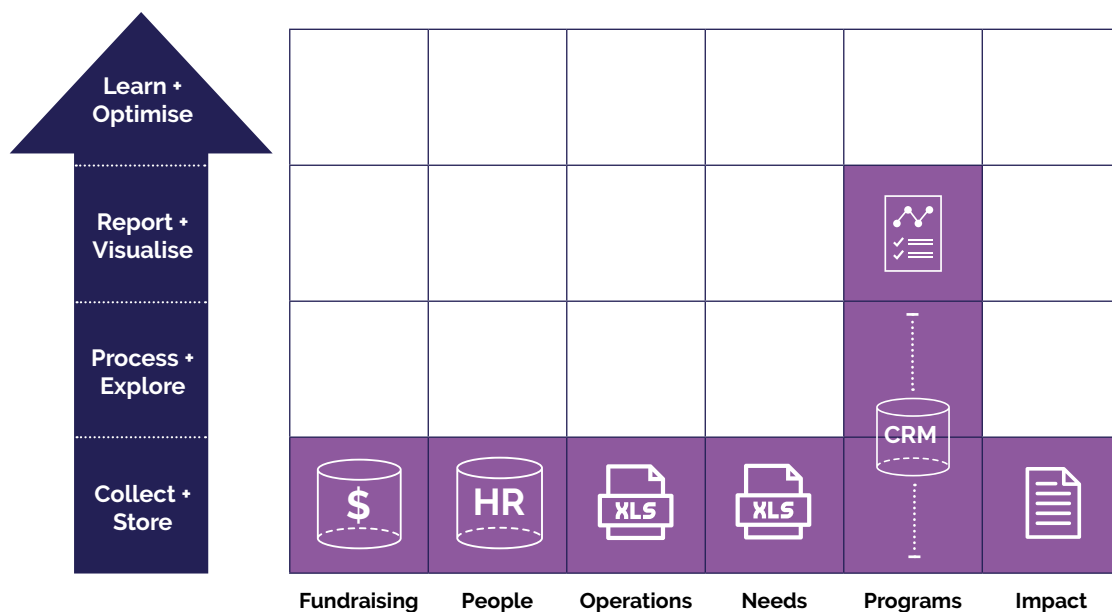 Learn +
Optimise
Report +
Visualise
Process +
Explore
CRM
Collect +
Store
$
HR
XLS
XLS
Fundraising
People
Operations
Needs
Programs
Impact